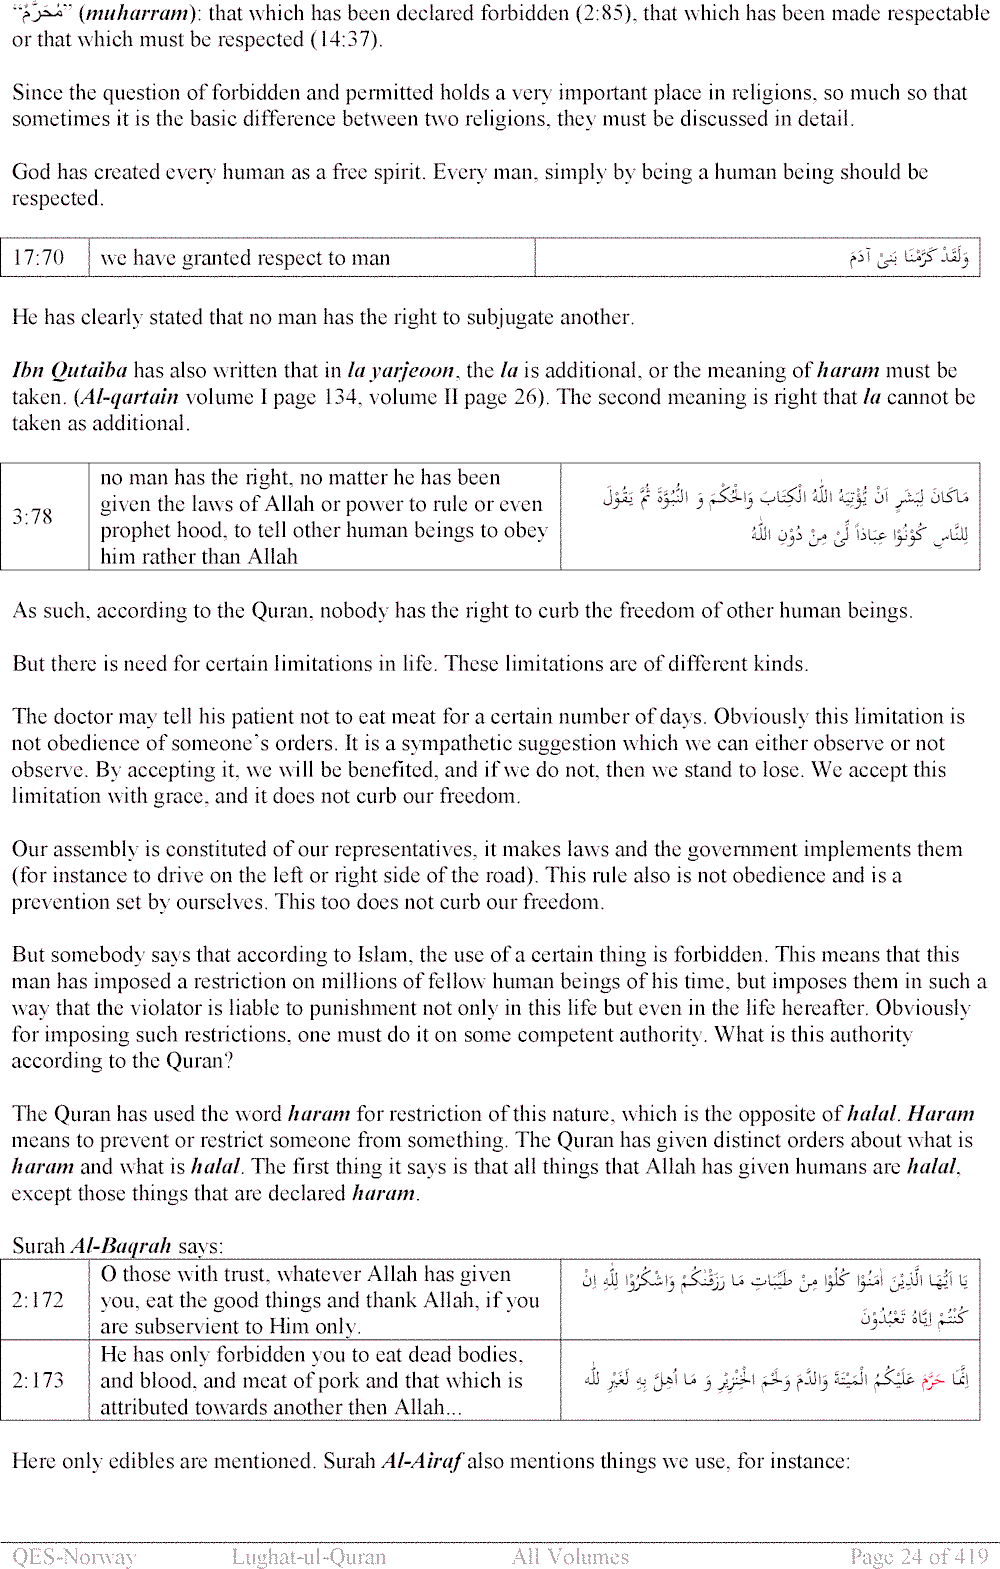 “مُحَرَّمٌ” (muharram): that which has been declared forbidden (2:85), that which has been made respectable
or that which must be respected (14:37).
Since the question of forbidden and permitted holds a very important place in religions, so much so that
sometimes it is the basic difference between two religions, they must be discussed in detail.
God has created every human as a free spirit. Every man, simply by being a human being should be
respected.
17:70 we have granted respect to man وَلَقَدْ كَرَّمْنَا بَنِیْ آدَمَ
He has clearly stated that no man has the right to subjugate another.
Ibn Qutaiba has also written that in la yarjeoon, the la is additional, or the meaning of haram must be
taken. (Al-qartain volume I page 134, volume II page 26). The second meaning is right that la cannot be
taken as additional.
3:78
no man has the right, no matter he has been
given the laws of Allah or power to rule or even
prophet hood, to tell other human beings to obey
him rather than Allah
مَاكَانَ لِبَشَرٍ اَنْ یُّؤْتِیَهُ اللّٰهُ الْکِتَابَ وَالْحُکْمَ وَ النُّبُوَّةَ ثُمَّ یَقُوْلَ
لِلنَّاسِ کُوْنُوْا عِبَاداً لِّیْ مِنْ دُوْنِ اللّٰهُ
As such, according to the Quran, nobody has the right to curb the freedom of other human beings.
But there is need for certain limitations in life. These limitations are of different kinds.
The doctor may tell his patient not to eat meat for a certain number of days. Obviously this limitation is
not obedience of someone’s orders. It is a sympathetic suggestion which we can either observe or not
observe. By accepting it, we will be benefited, and if we do not, then we stand to lose. We accept this
limitation with grace, and it does not curb our freedom.
Our assembly is constituted of our representatives, it makes laws and the government implements them
(for instance to drive on the left or right side of the road). This rule also is not obedience and is a
prevention set by ourselves. This too does not curb our freedom.
But somebody says that according to Islam, the use of a certain thing is forbidden. This means that this
man has imposed a restriction on millions of fellow human beings of his time, but imposes them in such a
way that the violator is liable to punishment not only in this life but even in the life hereafter. Obviously
for imposing such restrictions, one must do it on some competent authority. What is this authority
according to the Quran?
The Quran has used the word haram for restriction of this nature, which is the opposite of halal. Haram
means to prevent or restrict someone from something. The Quran has given distinct orders about what is
haram and what is halal. The first thing it says is that all things that Allah has given humans are halal,
except those things that are declared haram.
Surah Al-Baqrah says:
2:172
O those with trust, whatever Allah has given
you, eat the good things and thank Allah, if you
are subservient to Him only.
یَا اَیُّهَا الَّذِیْنَ اٰمَنُوْا کُلُوْا مِنْ طَیِّبَاتِ مَا رَزَقْنٰکُمْ وَاشْکُرُوْا لِلّٰهِ اِنْ
کُنْتُمْ اِیَّاهُ تَعْبُدُوْنَ
2:173
He has only forbidden you to eat dead bodies,
and blood, and meat of pork and that which is
attributed towards another then Allah...
اِنَّمَا حَرَّمَ عَلَیْکُمُ الْمَیْتَةَ وَالدَّمَ وَلَحْمَ الْخِنْزِیْرِ وَ مَا اُهِلَّ بِهِ لَغَیْرِ لِلّٰه
Here only edibles are mentioned. Surah Al-Airaf also mentions things we use, for instance:
QES-Norway Lughat-ul-Quran All Volumes Page 24 of 419